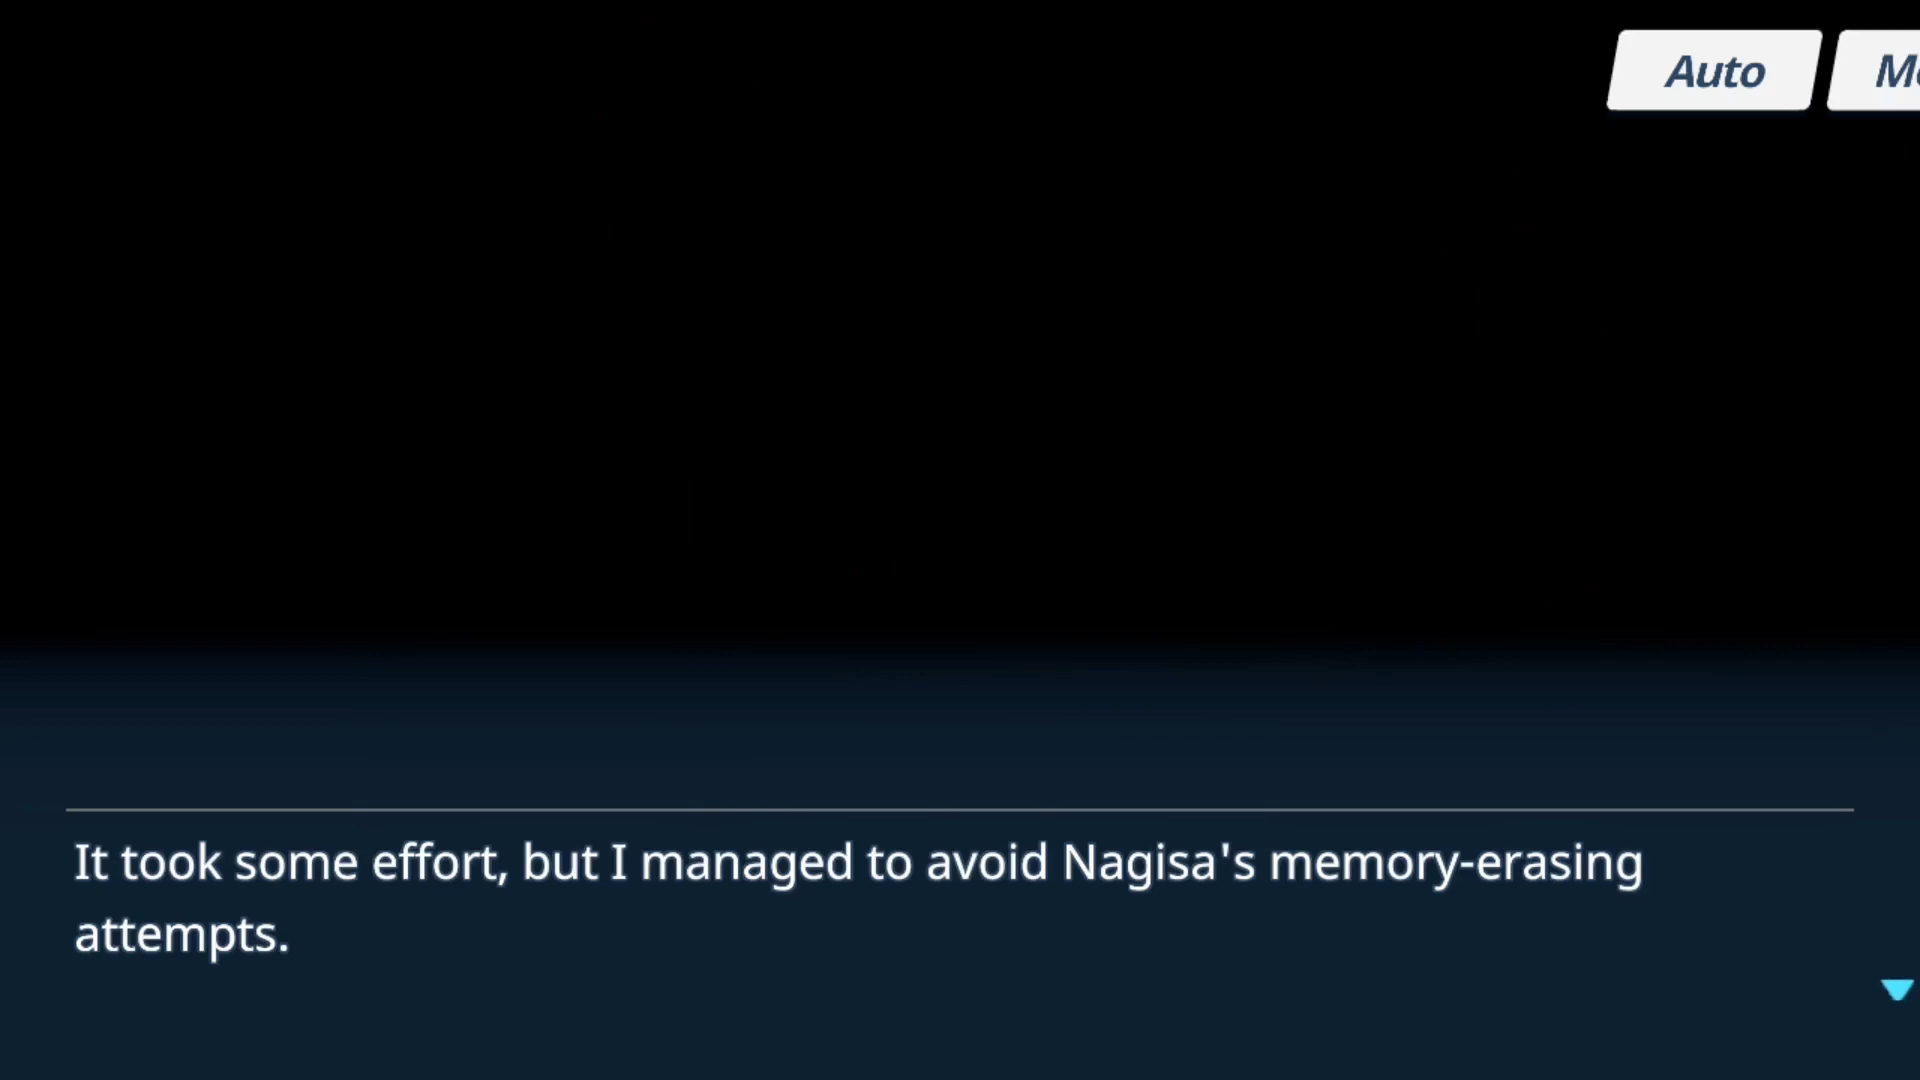 Auto
It took some effort, but I managed to avoid Nagisa's memory-erasing
attempts.